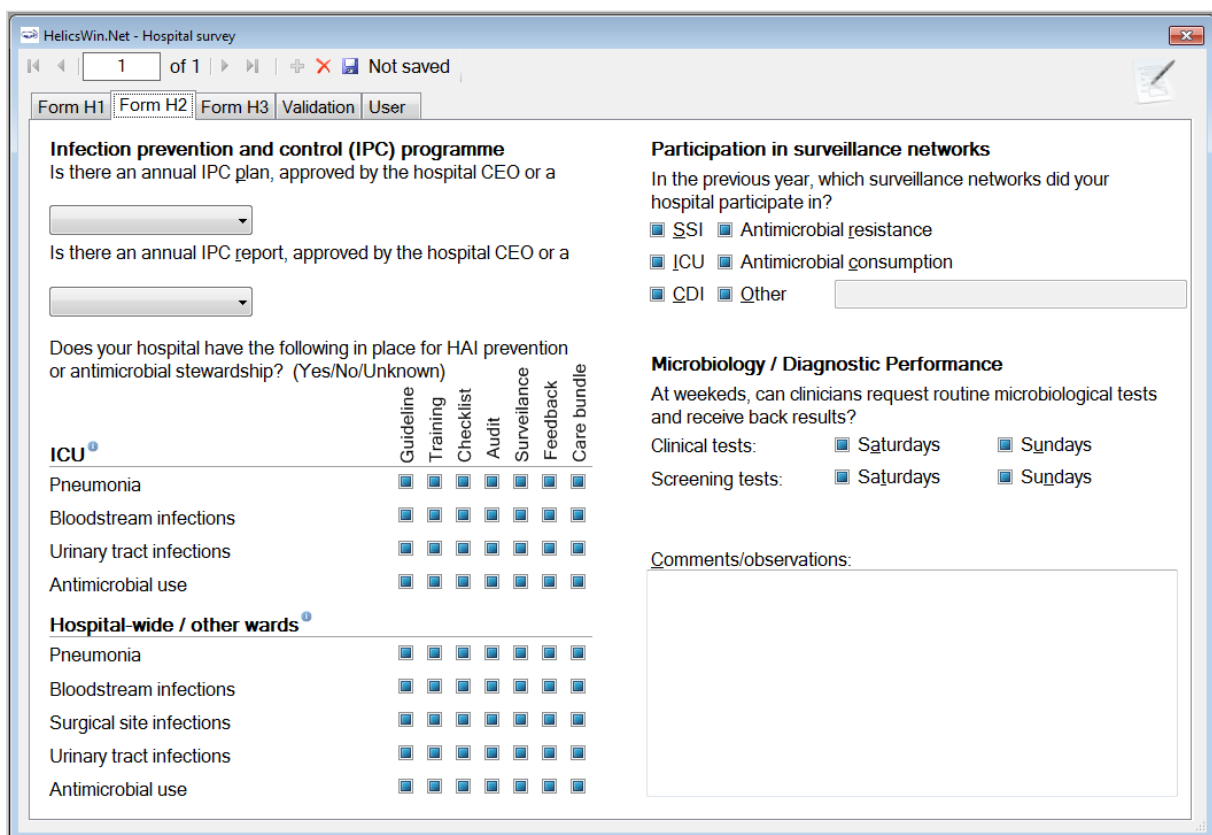 HelicsWin.Net - Hospital survey
1 of 1 Not saved
Form H1 Form H2 Form H3 Validation User
Infection prevention and control (IPC) programme
Is there an annual IPC plan, approved by the hospital CEO or a
Is there an annual IPC report, approved by the hospital CEO or a
Does your hospital have the following in place for HAI prevention
or antimicrobial stewardship? (Yes/No/Unknown)
Guideline
Training
Checklist
Audit
Surveilance
Feedback
Care bundle
ICU
Pneumonia
Bloodstream infections
Urinary tract infections
Antimicrobial use
Hospital-wide / other wards
Pneumonia
Bloodstream infections
Surgical site infections
Urinary tract infections
Antimicrobial use
Participation in surveillance networks
In the previous year, which surveillance networks did your
hospital participate in?
SSI Antimicrobial resistance
ICU Antimicrobial consumption
CDI Other
Microbiology / Diagnostic Performance
At weekeds, can clinicians request routine microbiological tests
and receive back results?
Clinical tests: Saturdays Sundays
Screening tests: Saturdays Sundays
Comments/observations: